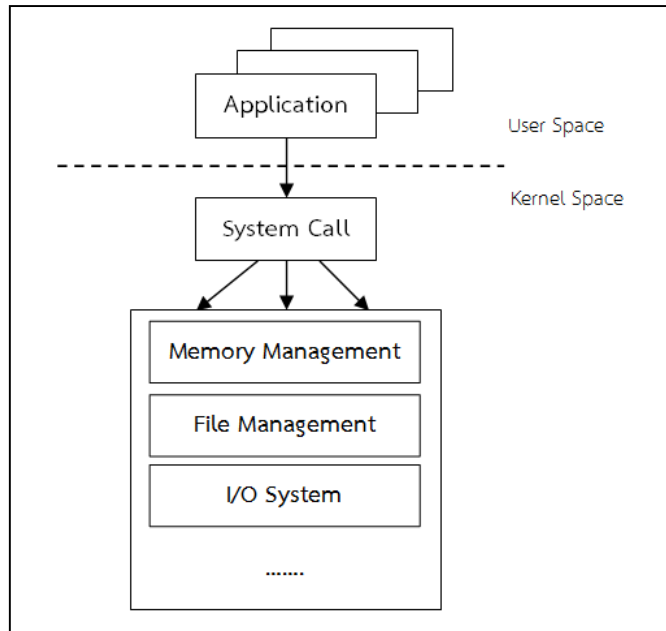 Application
User Space
Kernel Space
System Call
Memory Management
File Management
I/O System
.......